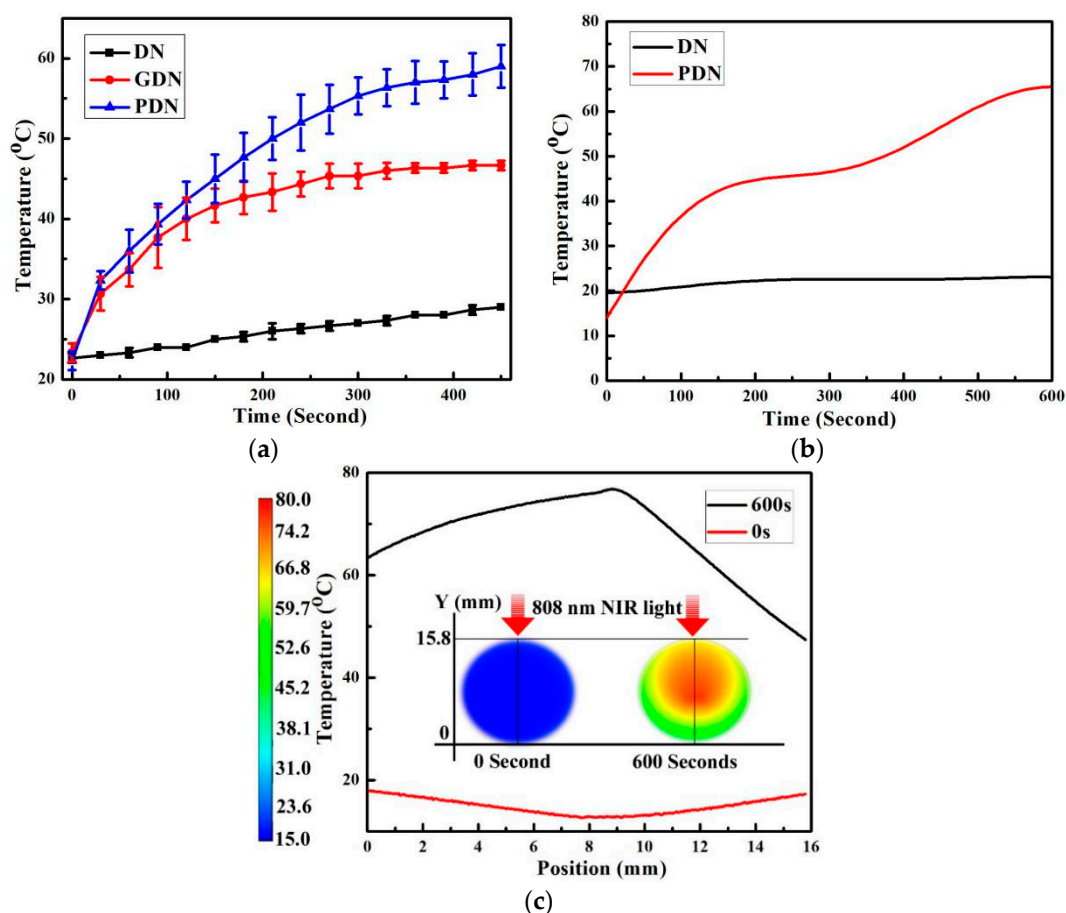 DN
GDN
PDN
Temperature (⁰C)
60
50
40
30
20
0
100
200
300
400
Time (Second)
(a)
DN
PDN
Temperature (⁰C)
80
70
60
50
40
30
20
10
0
0
100
200
300
400
500
600
Time (Second)
(b)
80.0
74.2
66.8
59.7
52.6
45.2
38.1
31.0
23.6
15.0
Temperature (⁰C)
80
60
40
20
600s
0s
Y (mm)
808 nm NIR light
15.8
0
0 Second
600 Seconds
0
2
4
6
8
10
12
14
16
Position (mm)
(c)